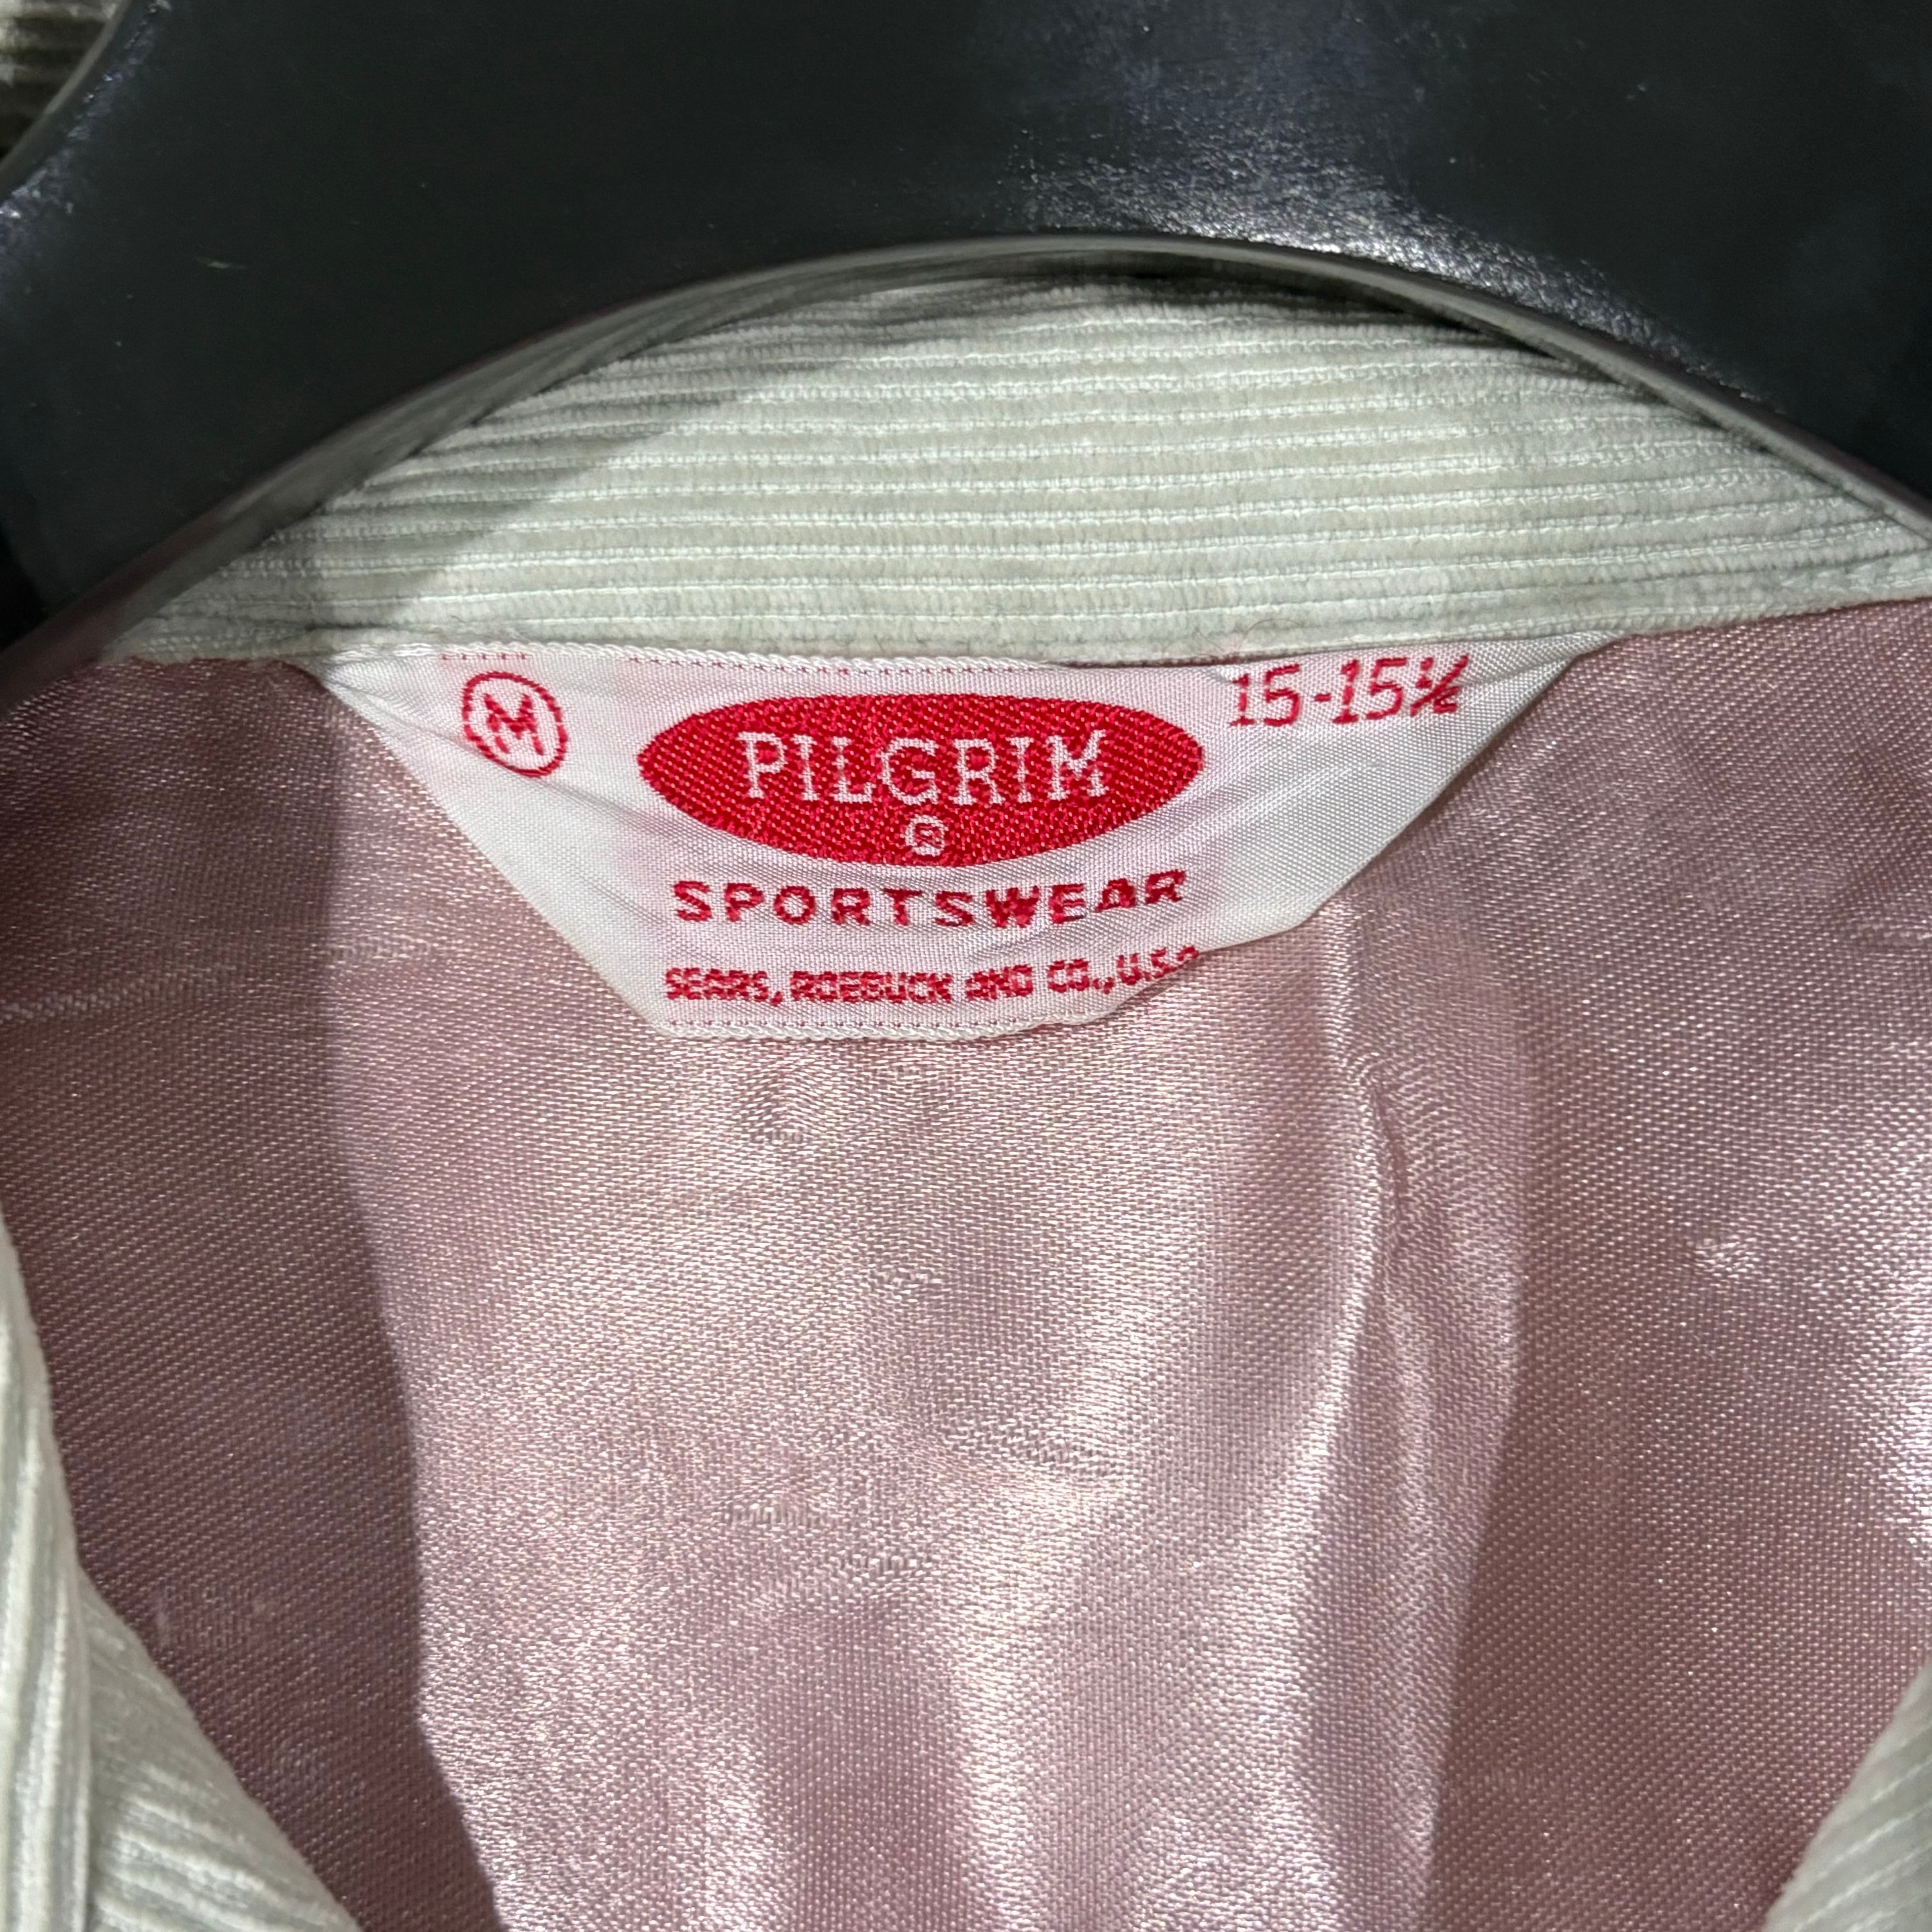 M
15-15½
PILGRIM
®
SPORTSWEAR
SEARS, ROEBUCK AND CO., U.S.A.